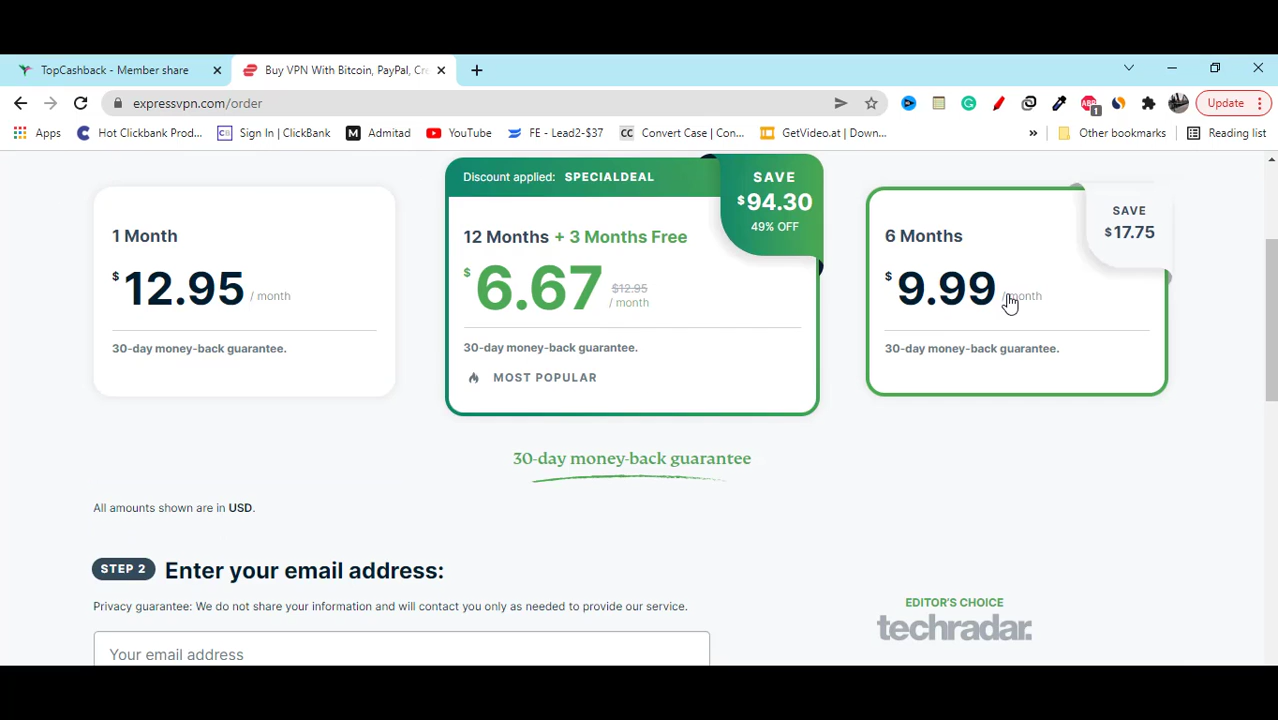 TopCashback - Member share
Buy VPN With Bitcoin, PayPal, Cre
expressvpn.com/order
1
Update
Apps
Hot Clickbank Prod...
CB
Sign In | ClickBank
M
Admitad
YouTube
FE - Lead2-$37
CC
Convert Case | Con...
GetVideo.at | Down...
»
Other bookmarks
Reading list
Discount applied: SPECIALDEAL
SAVE
$94.30
49% OFF
1 Month
$12.95 / month
30-day money-back guarantee.
12 Months + 3 Months Free
$6.67 $12.95
/ month
30-day money-back guarantee.
MOST POPULAR
6 Months
SAVE
$17.75
$9.99 /month
30-day money-back guarantee.
30-day money-back guarantee
All amounts shown are in USD.
STEP 2 Enter your email address:
Privacy guarantee: We do not share your information and will contact you only as needed to provide our service.
Your email address
EDITOR'S CHOICE
techradar.